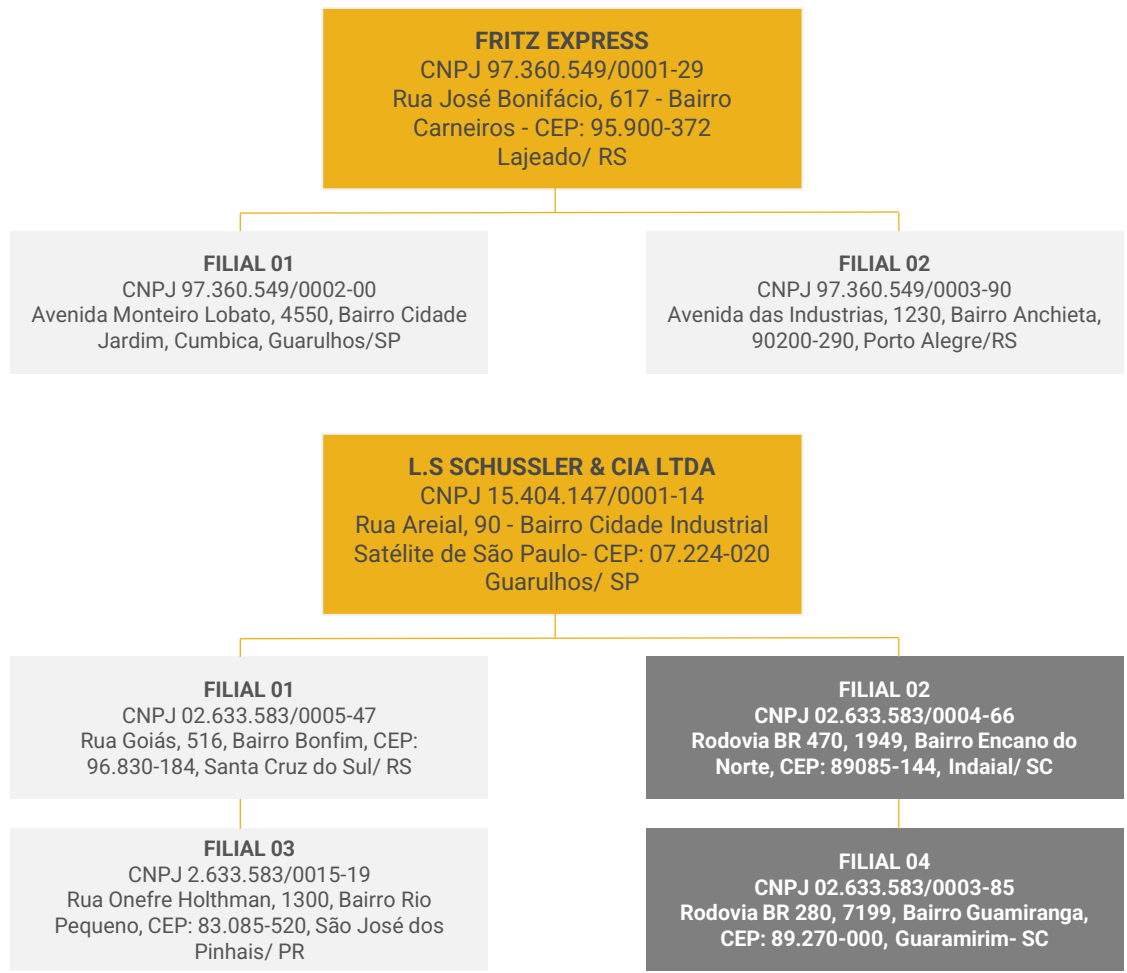 FRITZ EXPRESS
CNPJ 97.360.549/0001-29
Rua José Bonifácio, 617 - Bairro
Carneiros - CEP: 95.900-372
Lajeado/ RS
FILIAL 01
CNPJ 97.360.549/0002-00
Avenida Monteiro Lobato, 4550, Bairro Cidade
Jardim, Cumbica, Guarulhos/SP
FILIAL 02
CNPJ 97.360.549/0003-90
Avenida das Industrias, 1230, Bairro Anchieta,
90200-290, Porto Alegre/RS
L.S SCHUSSLER & CIA LTDA
CNPJ 15.404.147/0001-14
Rua Areial, 90 - Bairro Cidade Industrial
Satélite de São Paulo- CEP: 07.224-020
Guarulhos/ SP
FILIAL 01
CNPJ 02.633.583/0005-47
Rua Goiás, 516, Bairro Bonfim, CEP:
96.830-184, Santa Cruz do Sul/ RS
FILIAL 02
CNPJ 02.633.583/0004-66
Rodovia BR 470, 1949, Bairro Encano do
Norte, CEP: 89085-144, Indaial/ SC
FILIAL 03
CNPJ 2.633.583/0015-19
Rua Onefre Holthman, 1300, Bairro Rio
Pequeno, CEP: 83.085-520, São José dos
Pinhais/ PR
FILIAL 04
CNPJ 02.633.583/0003-85
Rodovia BR 280, 7199, Bairro Guamiranga,
CEP: 89.270-000, Guaramirim- SC